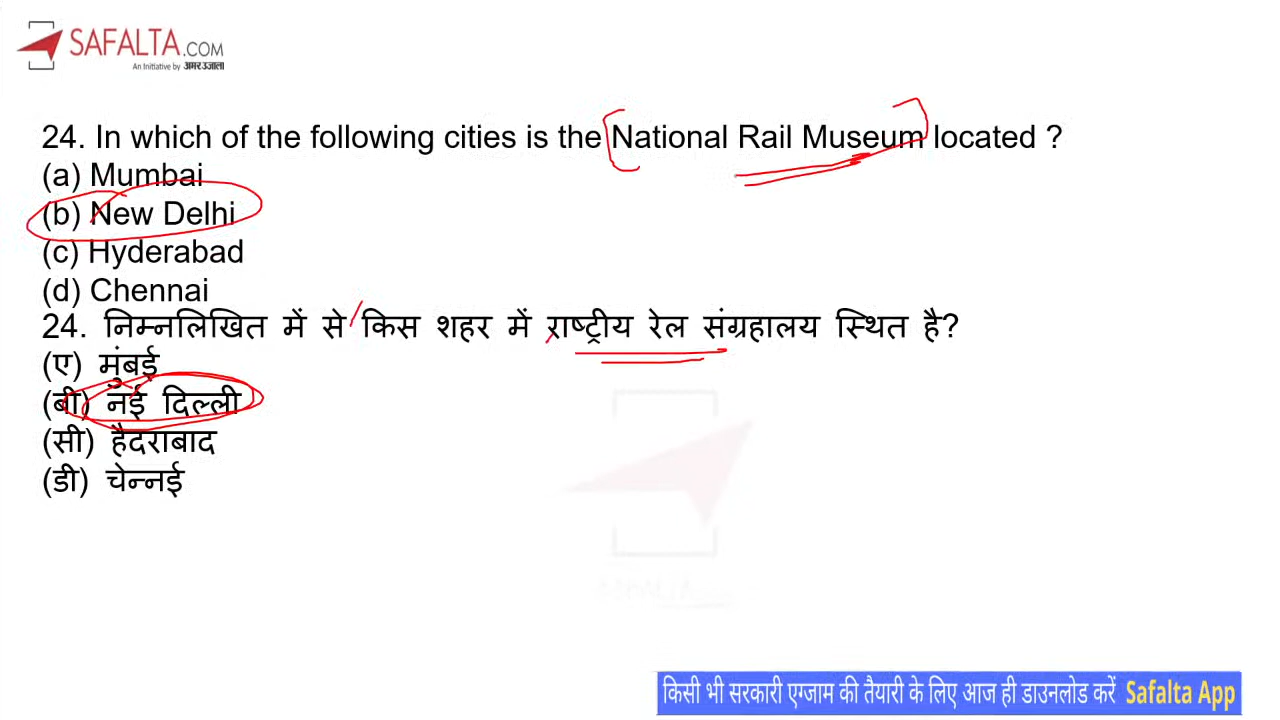 SAFALTA.COM
An Initiative by अमर उजाला
24. In which of the following cities is the National Rail Museum located ?
(a) Mumbai
(b) New Delhi
(c) Hyderabad
(d) Chennai
24. निम्नलिखित में से किस शहर में राष्ट्रीय रेल संग्रहालय स्थित है?
(ए) मुंबई
(बी) नई दिल्ली
(सी) हैदराबाद
(डी) चेन्नई
किसी भी सरकारी एग्जाम की तैयारी के लिए आज ही डाउनलोड करें Safalta App